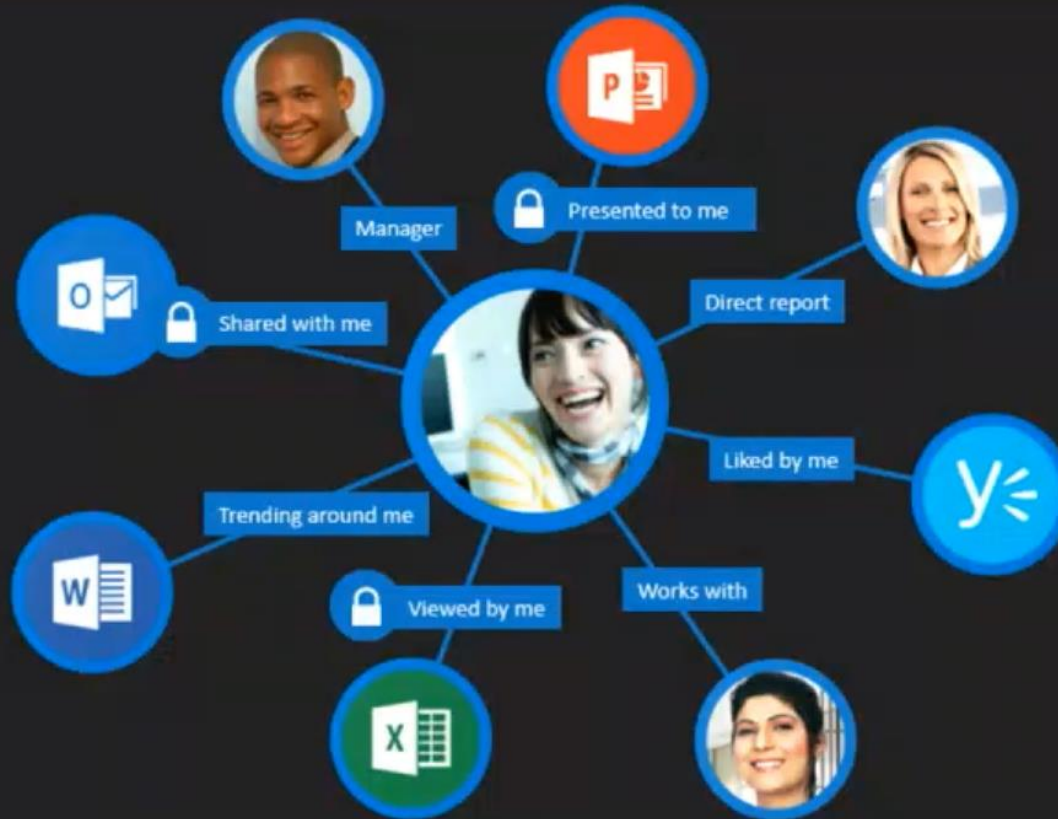 P
Manager
Presented to me
Direct report
O
Shared with me
Liked by me
y
Trending around me
W
Viewed by me
Works with
X